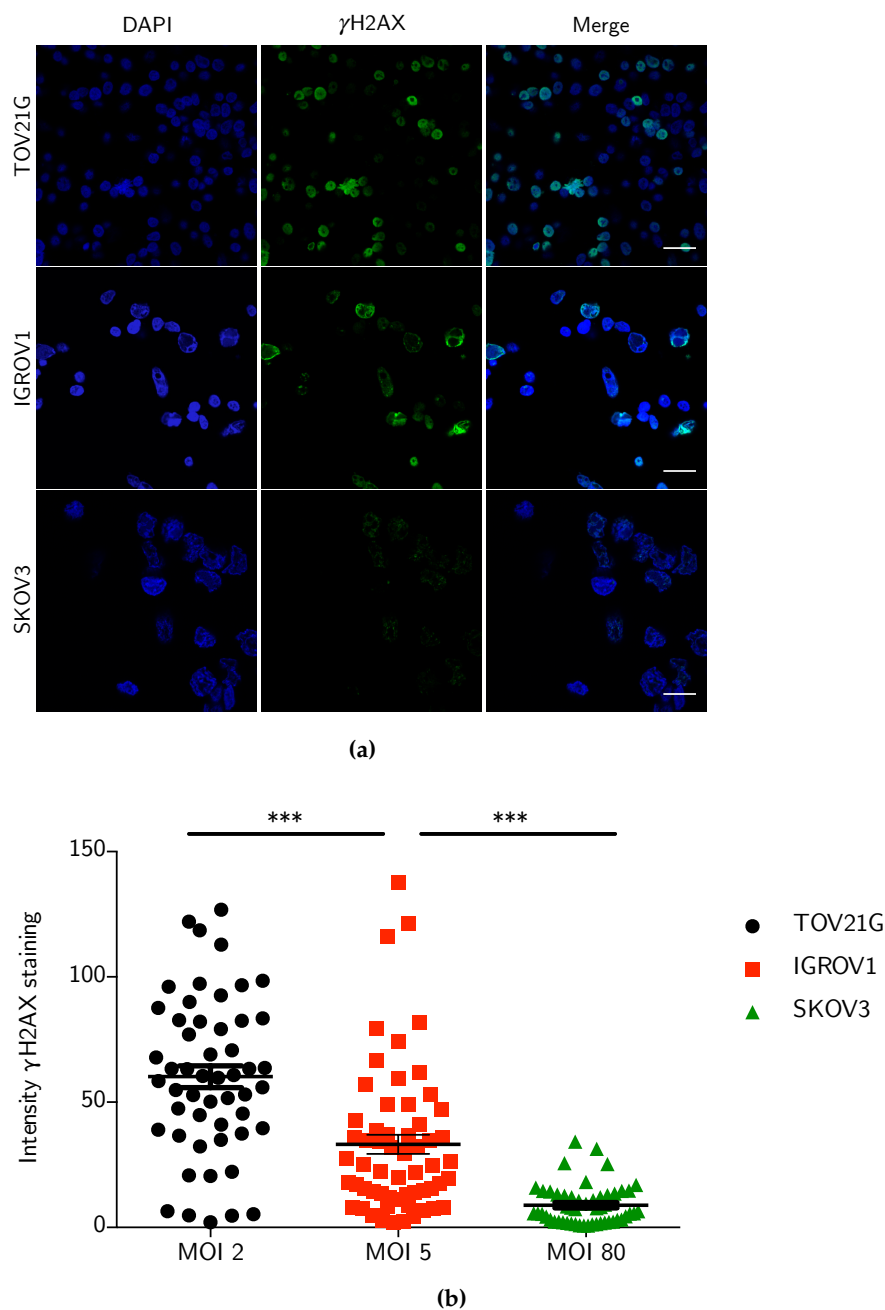 DAPI γH2AX Merge
TOV21G
IGROV1
SKOV3
(a)
*** ***
150
100
50
0
Intensity γH2AX staining
MOI 2 MOI 5 MOI 80
TOV21G
IGROV1
SKOV3
(b)